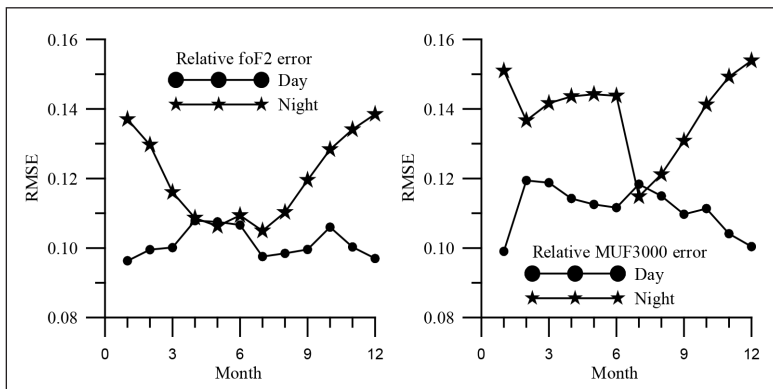 0.16
0.14
0.12
0.10
0.08
RMSE
Relative foF2 error
Day
Night
0
3
6
9
12
Month
0.16
0.14
0.12
0.10
0.08
RMSE
Relative MUF3000 error
Day
Night
0
3
6
9
12
Month